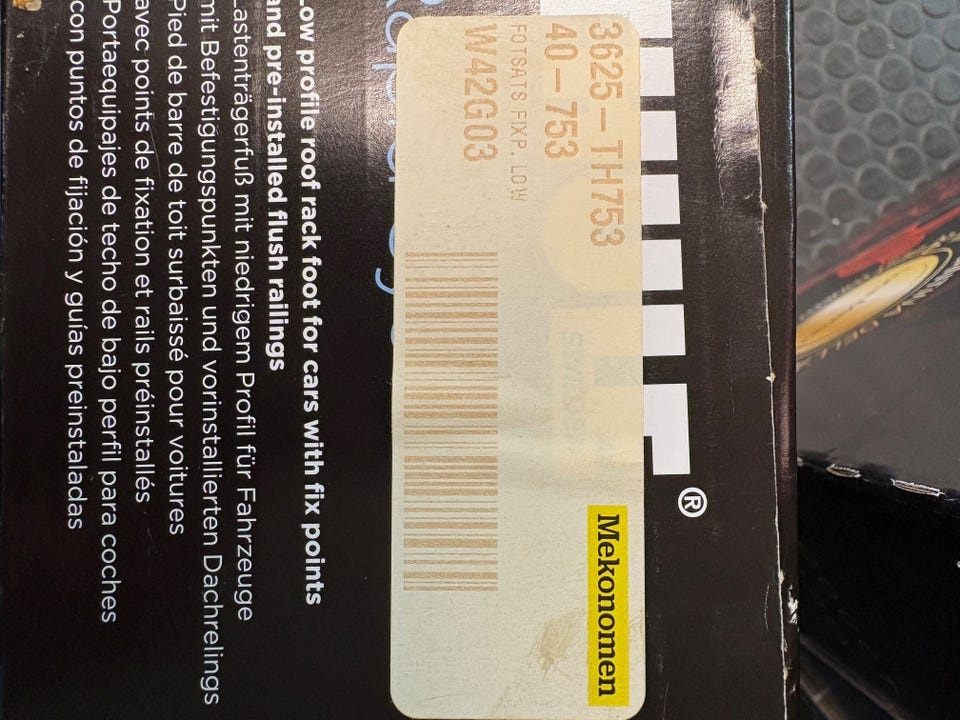 3625-TH753
40-753
FOTSATS FIXP. LOW
W42G03
Mekonomen
®
Low profile roof rack foot for cars with fix points
and pre-installed flush railings
Lastenträgerfuß mit niedrigem Profil für Fahrzeuge
mit Befestigungspunkten und vorinstallierten Dachrelings
Pied de barre de toit surbaissé pour voitures
avec points de fixation et rails préinstallés
Portaequipajes de techo de bajo perfil para coches
con puntos de fijación y guías preinstaladas